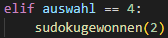 elif auswahl == 4:
    sudokugewonnen(2)